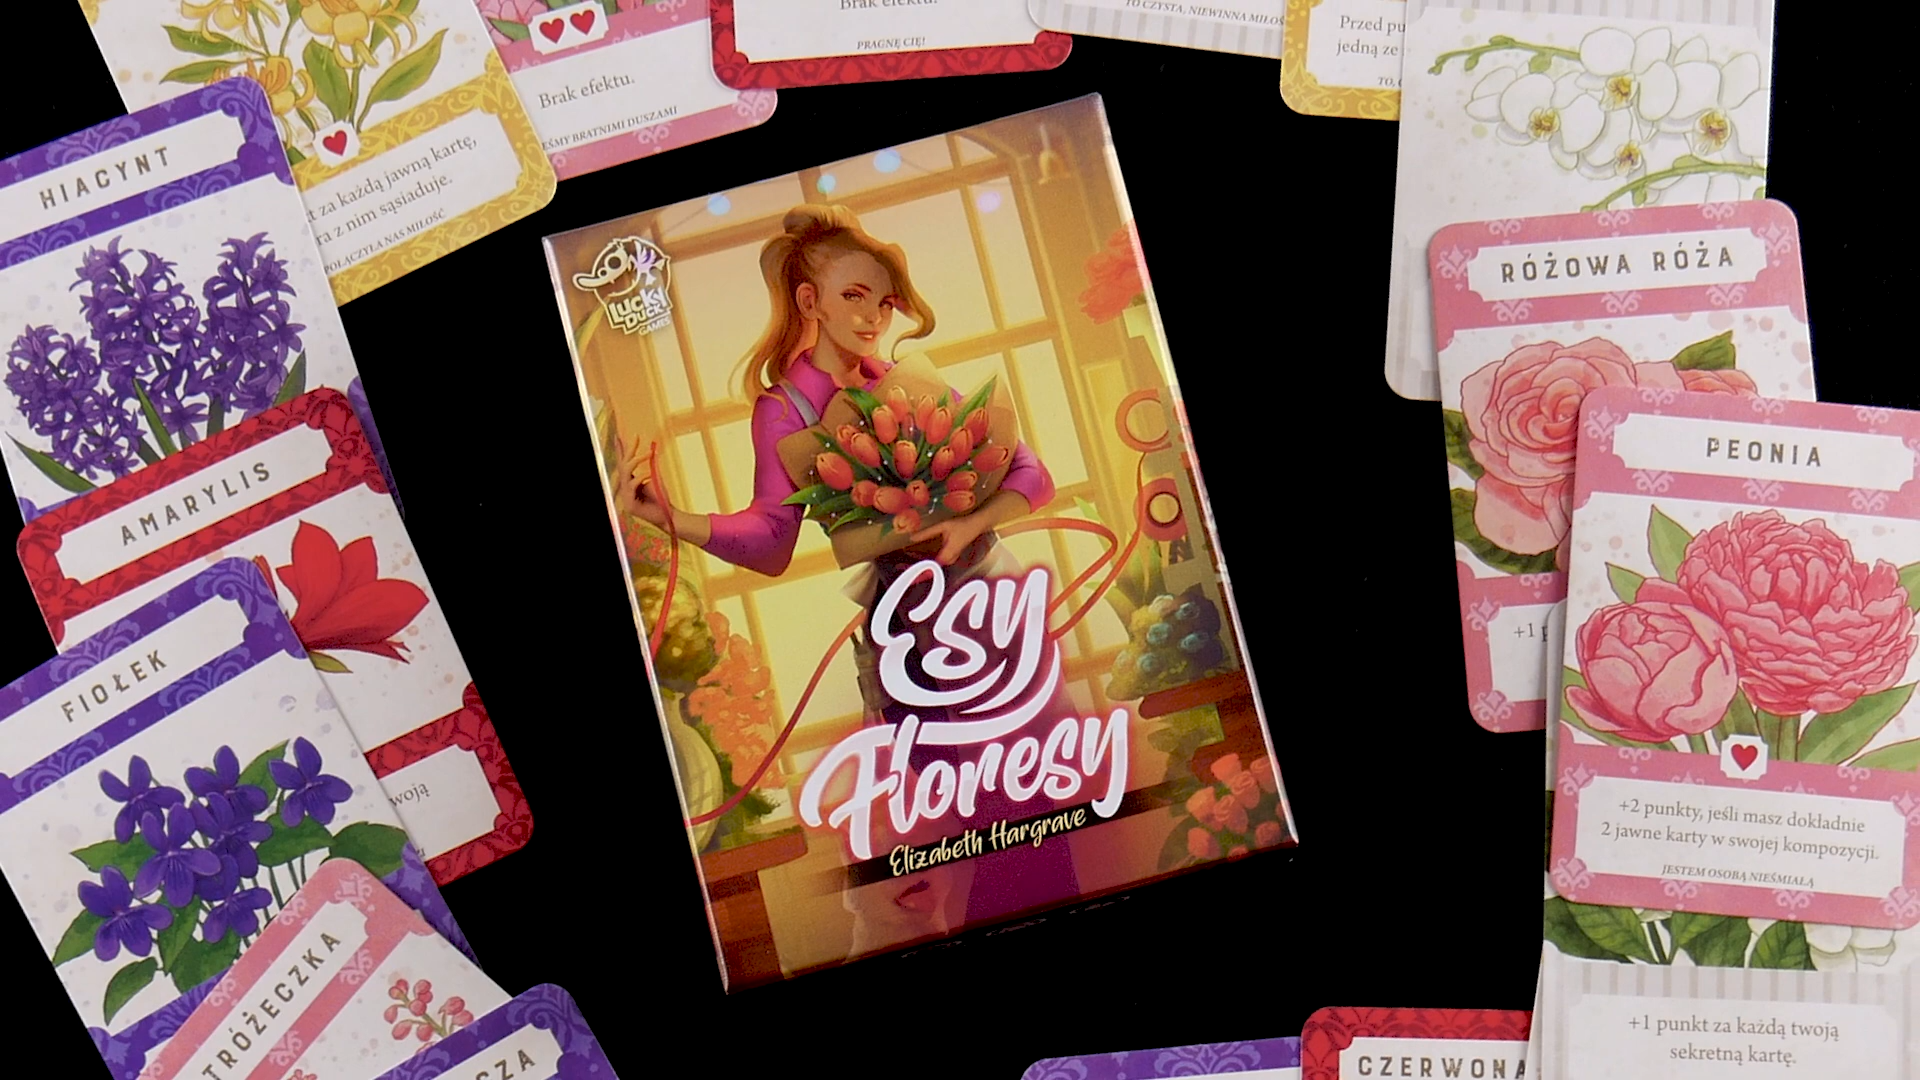 Brak efektu.
EŚMY BRATNIMI DUSZAMI
Brak efektu.
PRAGNĘ CIĘ!
TO CZYSTA, NIEWINNA MIŁOŚ
Przed pu
jedną ze
TO,
HIACYNT
t za każdą jawną kartę,
ra z nim sąsiaduje.
POŁĄCZYŁA NAS MIŁOŚĆ
AMARYLIS
woją
FIOŁEK
TRÓŻECZKA
CZA
Lucky
Duck
GAMES
Esy
Floresy
Elizabeth Hargrave
RÓŻOWA RÓŻA
+1 p
PEONIA
+2 punkty, jeśli masz dokładnie
2 jawne karty w swojej kompozycji.
JESTEM OSOBĄ NIEŚMIAŁĄ
+1 punkt za każdą twoją
sekretną kartę.
CZERWONA